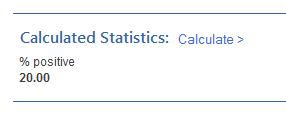 Calculated Statistics: Calculate >
% positive
20.00